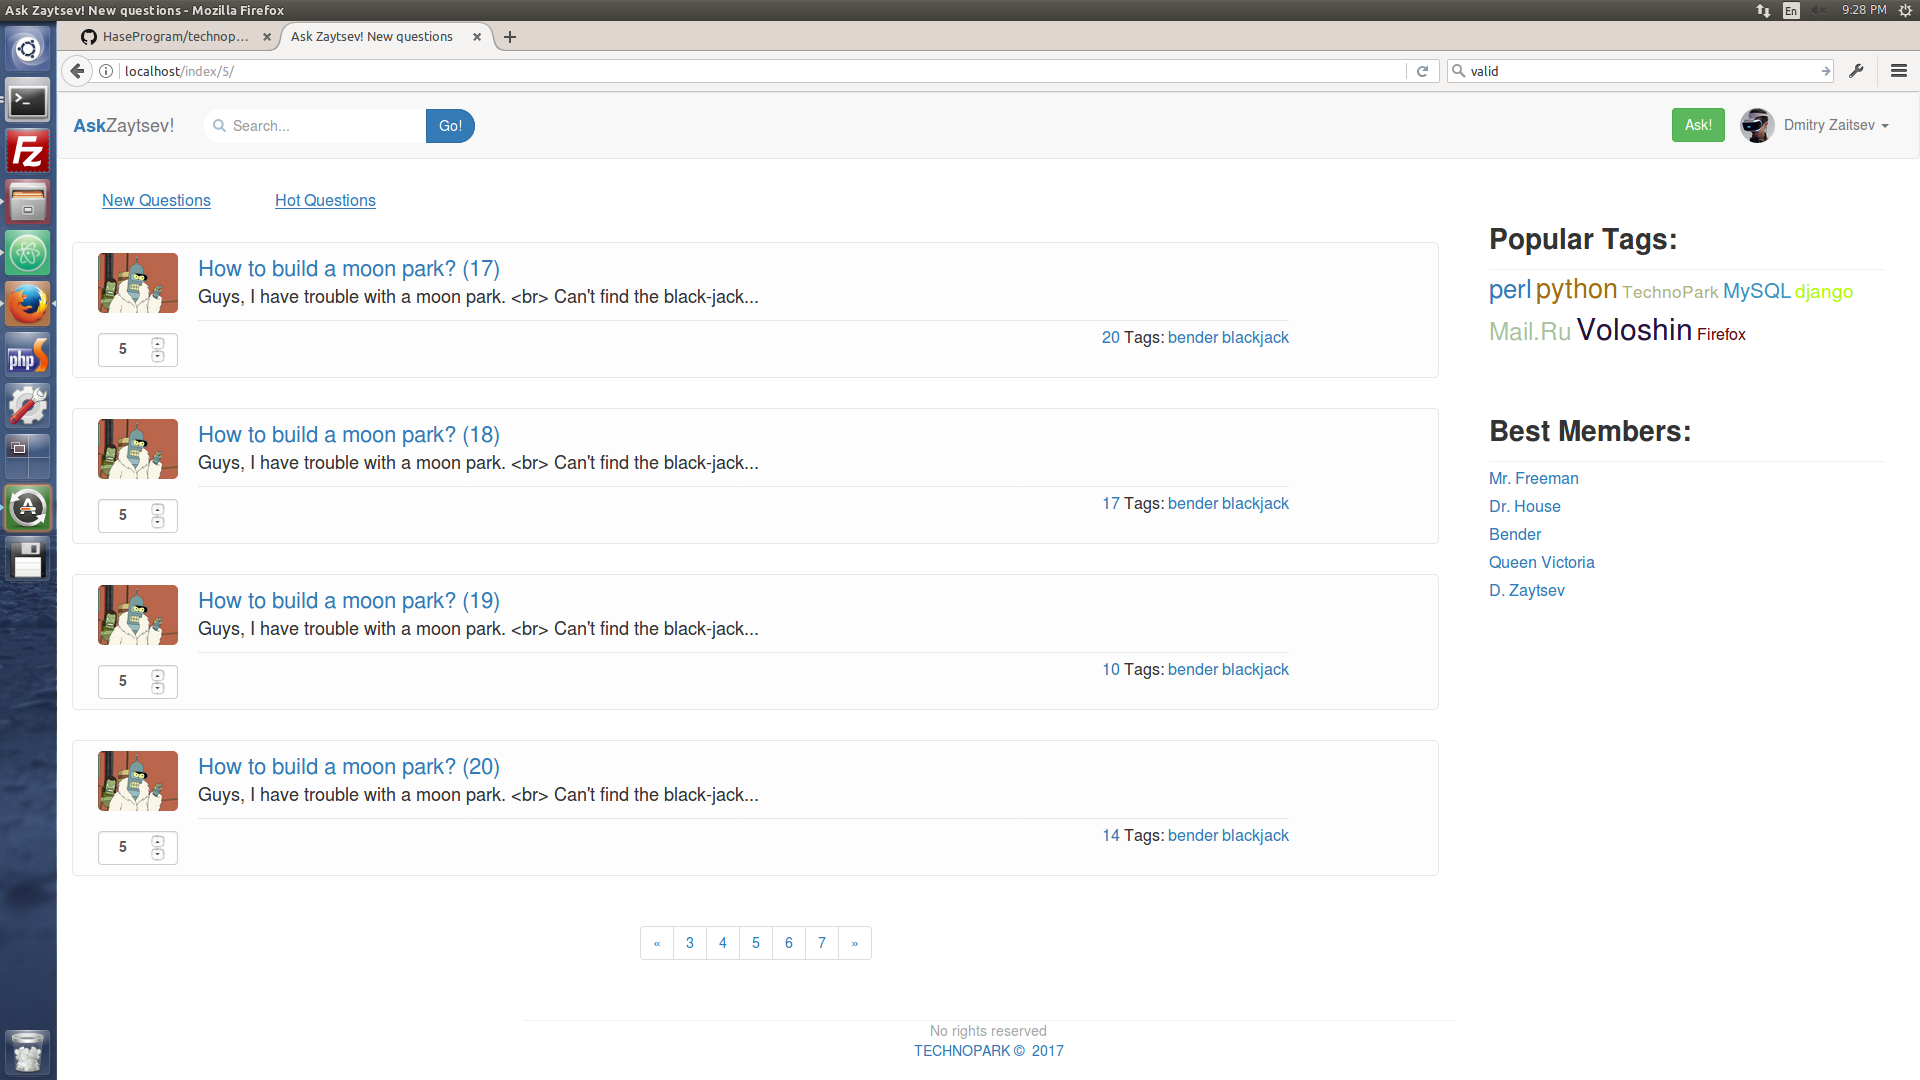 Ask Zaytsev! New questions - Mozilla Firefox
En
9:28 PM
HaseProgram/technop...
Ask Zaytsev! New questions
localhost/index/5/
valid
AskZaytsev!
Search...
Go!
Ask!
Dmitry Zaitsev
New Questions
Hot Questions
How to build a moon park? (17)
Guys, I have trouble with a moon park. <br> Can't find the black-jack...
5
20 Tags: bender blackjack
How to build a moon park? (18)
Guys, I have trouble with a moon park. <br> Can't find the black-jack...
5
17 Tags: bender blackjack
How to build a moon park? (19)
Guys, I have trouble with a moon park. <br> Can't find the black-jack...
5
10 Tags: bender blackjack
How to build a moon park? (20)
Guys, I have trouble with a moon park. <br> Can't find the black-jack...
5
14 Tags: bender blackjack
« 3 4 5 6 7 »
Popular Tags:
perl python TechnoPark MySQL django
Mail.Ru Voloshin Firefox
Best Members:
Mr. Freeman
Dr. House
Bender
Queen Victoria
D. Zaytsev
No rights reserved
TECHNOPARK © 2017
Fz
php
A